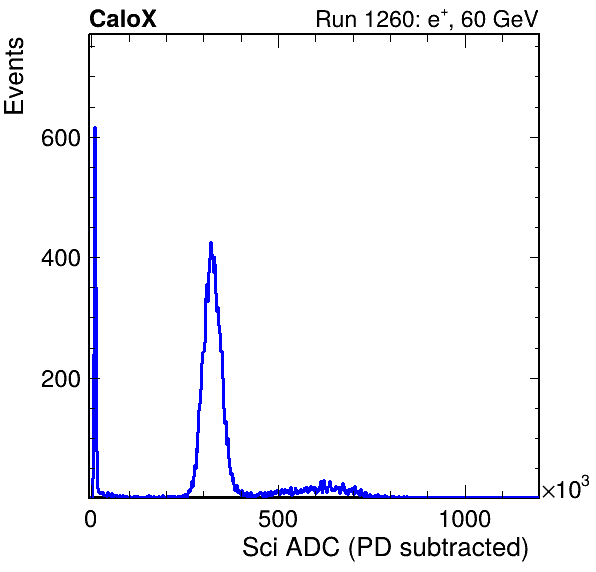 CaloX Run 1260: e⁺, 60 GeV
Events
600
400
200
0 500 1000 ×10³
Sci ADC (PD subtracted)